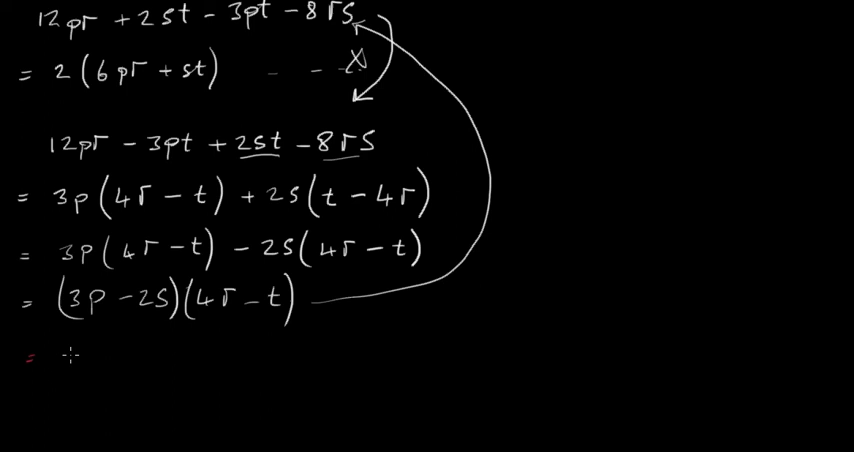 12pr + 2st - 3pt - 8rs
= 2(6pr + st) - - - X
12pr - 3pt + 2st - 8rs
= 3p(4r - t) + 2s(t - 4r)
= 3p(4r - t) - 2s(4r - t)
= (3p - 2s)(4r - t)
=